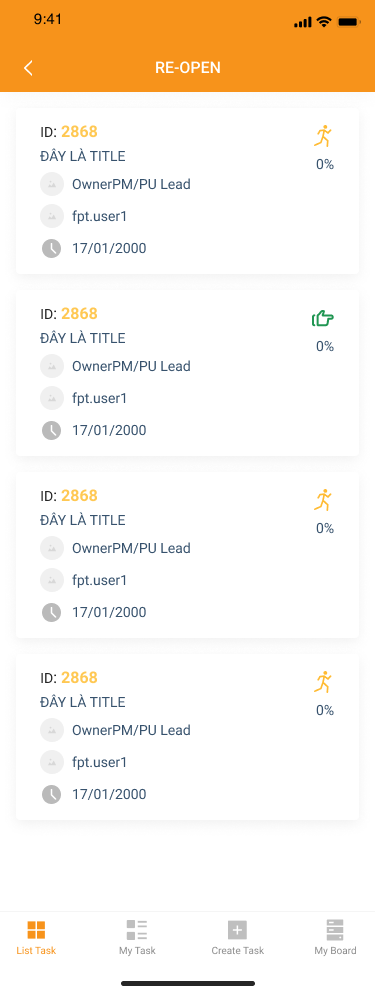 9:41
RE-OPEN
ID: 2868
ĐÂY LÀ TITLE
0%
OwnerPM/PU Lead
fpt.user1
17/01/2000
ID: 2868
ĐÂY LÀ TITLE
0%
OwnerPM/PU Lead
fpt.user1
17/01/2000
ID: 2868
ĐÂY LÀ TITLE
0%
OwnerPM/PU Lead
fpt.user1
17/01/2000
ID: 2868
ĐÂY LÀ TITLE
0%
OwnerPM/PU Lead
fpt.user1
17/01/2000
List Task My Task Create Task My Board